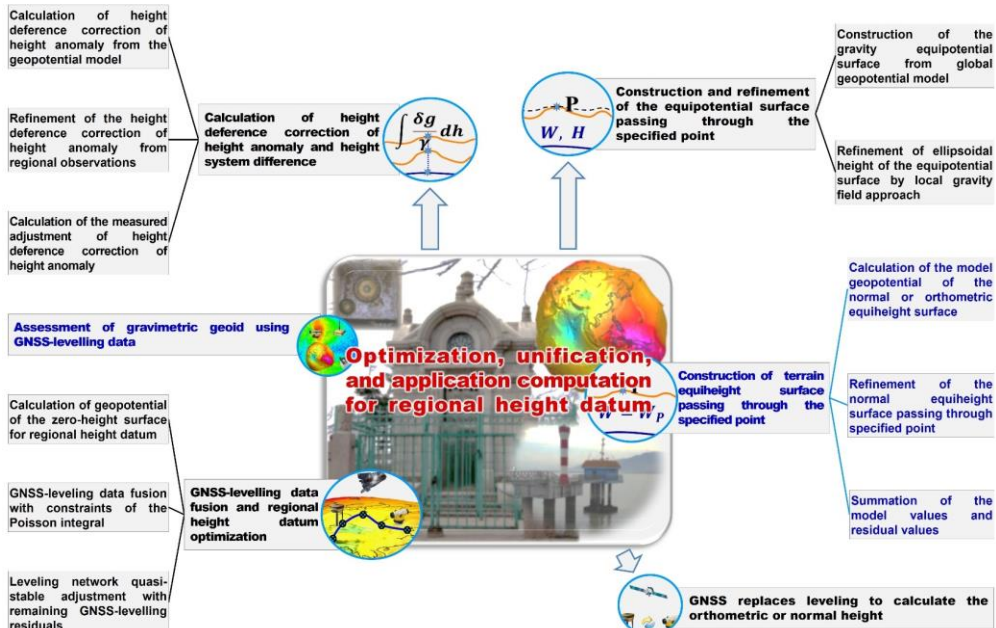 Calculation of height
deference correction of
height anomaly from the
geopotential model
Refinement of the height
deference correction of
height anomaly from
regional observations
Calculation of the measured
adjustment of height
deference correction of
height anomaly
Calculation of height
deference correction of
height anomaly and height
system difference
∫ δg/γ dh
P
W, H
Construction and refinement
of the equipotential surface
passing through the
specified point
Construction of the
gravity equipotential
surface from global
geopotential model
Refinement of ellipsoidal
height of the equipotential
surface by local gravity
field approach
Assessment of gravimetric geoid using
GNSS-levelling data
Optimization, unification,
and application computation
for regional height datum
Construction of terrain
equiheight surface
passing through the
specified point
W - W_P
Calculation of the model
geopotential of the
normal or orthometric
equiheight surface
Refinement of the
normal equiheight
surface passing through
specified point
Summation of the
model values and
residual values
Calculation of geopotential
of the zero-height surface
for regional height datum
GNSS-leveling data fusion
with constraints of the
Poisson integral
Leveling network quasi-
stable adjustment with
remaining GNSS-levelling
residuals
GNSS-levelling data
fusion and regional
height datum
optimization
GNSS replaces leveling to calculate the
orthometric or normal height